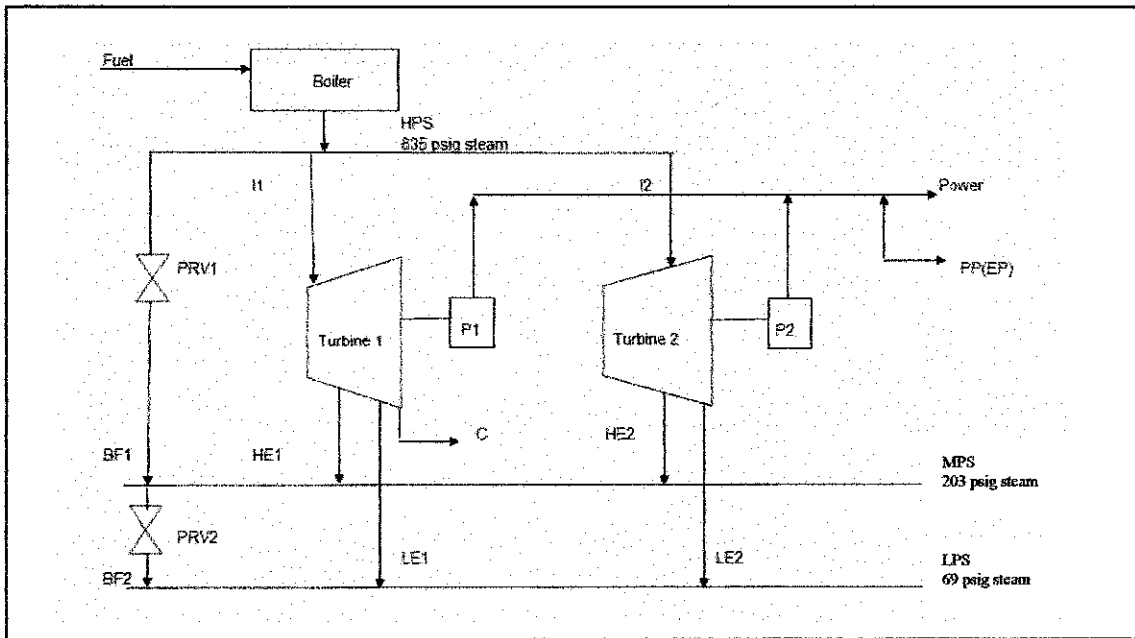 Fuel
Boiler
HPS
635 psig steam
I1
I2
Power
PRV1
PP(EP)
Turbine 1
P1
Turbine 2
P2
C
BF1
HE1
HE2
MPS
203 psig steam
PRV2
LE1
LE2
LPS
BF2
69 psig steam